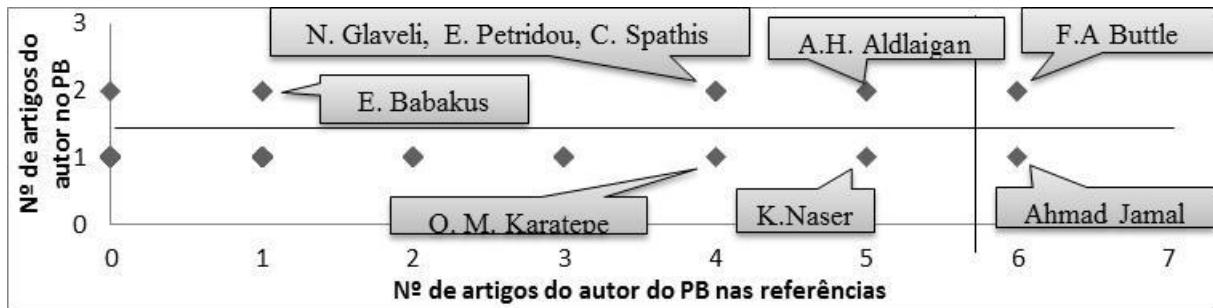 Nº de artigos do
autor no PB
3
2
1
0
N. Glaveli, E. Petridou, C. Spathis
A.H. Aldlaigan
F.A Buttle
E. Babakus
O. M. Karatepe
K.Naser
Ahmad Jamal
0 1 2 3 4 5 6 7
Nº de artigos do autor do PB nas referências